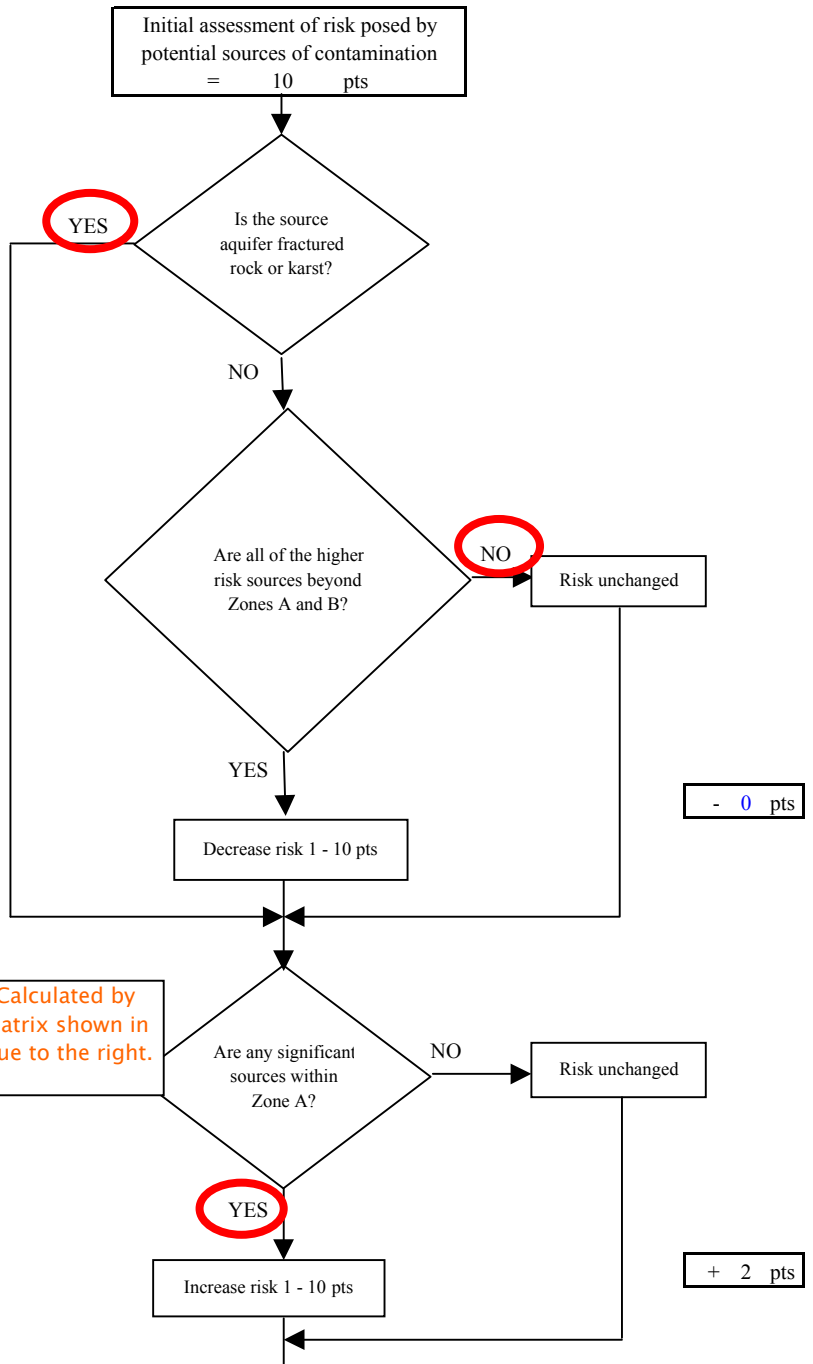 Initial assessment of risk posed by
potential sources of contamination
= 10 pts
YES
Is the source
aquifer fractured
rock or karst?
NO
Are all of the higher
risk sources beyond
Zones A and B?
NO
Risk unchanged
YES
- 0 pts
Decrease risk 1 - 10 pts
Calculated by
atrix shown in
ue to the right.
Are any significant
sources within
Zone A?
NO
Risk unchanged
YES
Increase risk 1 - 10 pts
+ 2 pts